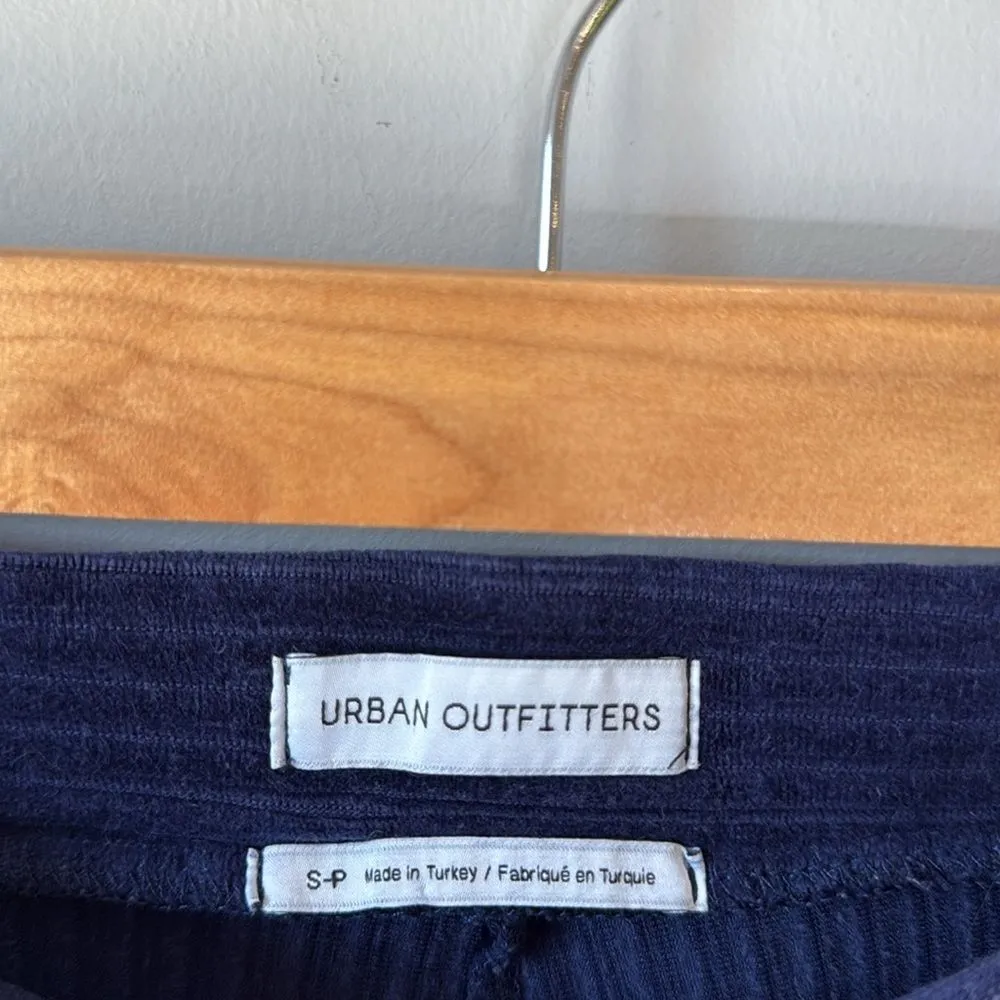 URBAN OUTFITTERS
S-P Made in Turkey / Fabriqué en Turquie